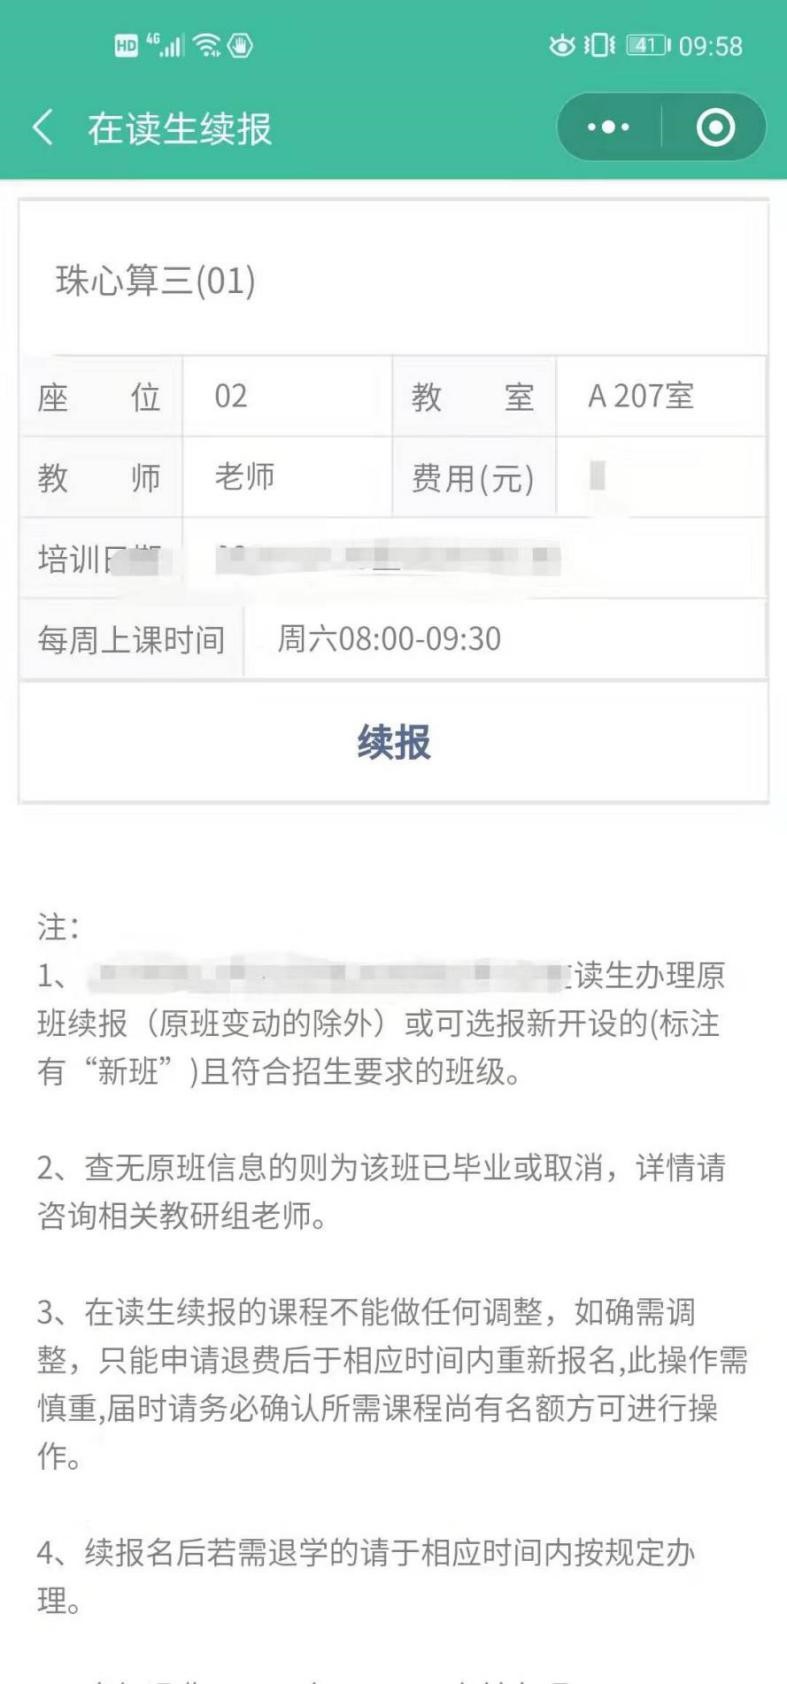 HD 4G 41 09:58
在读生续报
珠心算三(01)
座 位 02 教 室 A 207室
教 师 老师 费用(元)
培训日期
每周上课时间 周六08:00-09:30
续报
注：
1、 读生办理原
班续报（原班变动的除外）或可选报新开设的(标注
有“新班”)且符合招生要求的班级。
2、查无原班信息的则为该班已毕业或取消，详情请
咨询相关教研组老师。
3、在读生续报的课程不能做任何调整，如确需调
整，只能申请退费后于相应时间内重新报名,此操作需
慎重,届时请务必确认所需课程尚有名额方可进行操
作。
4、续报名后若需退学的请于相应时间内按规定办
理。